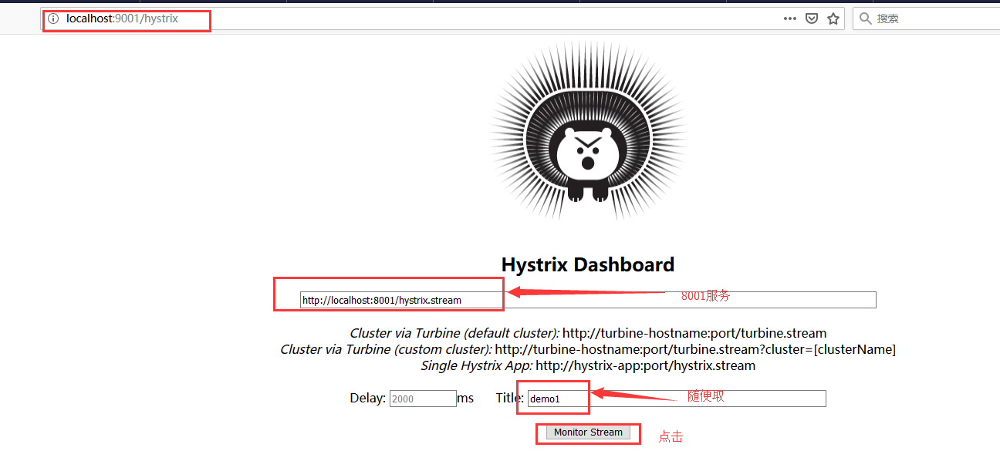 localhost:9001/hystrix
搜索
Hystrix Dashboard
http://localhost:8001/hystrix.stream
8001服务
Cluster via Turbine (default cluster): http://turbine-hostname:port/turbine.stream
Cluster via Turbine (custom cluster): http://turbine-hostname:port/turbine.stream?cluster=[clusterName]
Single Hystrix App: http://hystrix-app:port/hystrix.stream
Delay: 2000 ms Title: demo1
随便取
Monitor Stream
点击